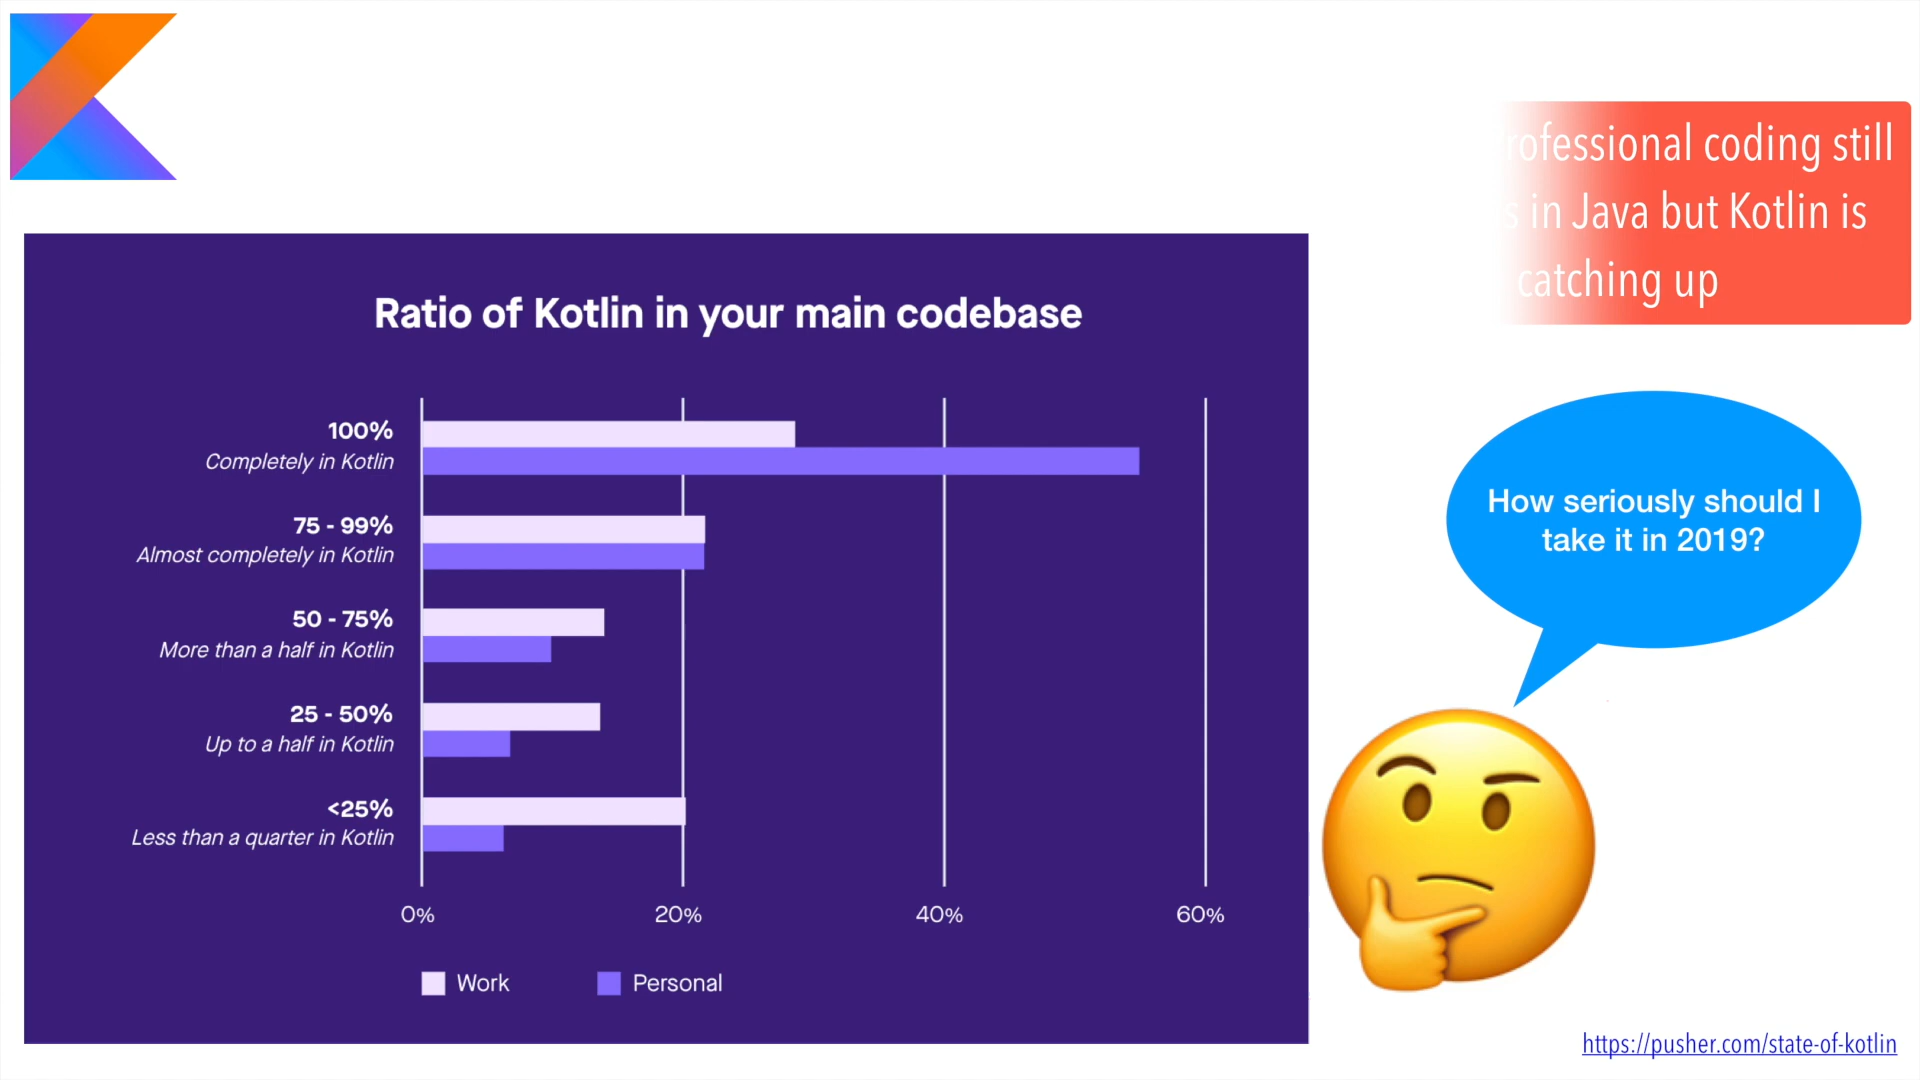 coding still
in Java but Kotlin is
catching up
Ratio of Kotlin in your main codebase
100%
Completely in Kotlin
75 - 99%
Almost completely in Kotlin
50 - 75%
More than a half in Kotlin
25 - 50%
Up to a half in Kotlin
<25%
Less than a quarter in Kotlin
0% 20% 40% 60%
Work Personal
How seriously should I
take it in 2019?
https://pusher.com/state-of-kotlin